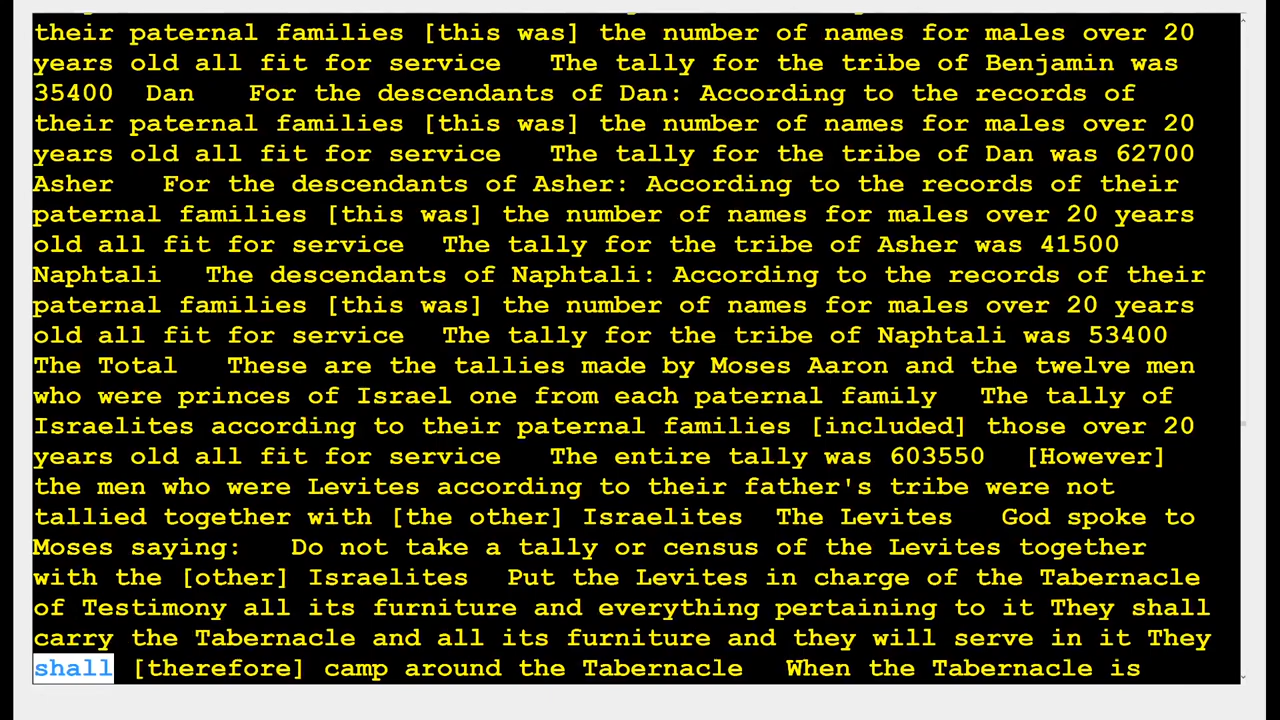 their paternal families [this was] the number of names for males over 20
years old all fit for service The tally for the tribe of Benjamin was
35400 Dan For the descendants of Dan: According to the records of
their paternal families [this was] the number of names for males over 20
years old all fit for service The tally for the tribe of Dan was 62700
Asher For the descendants of Asher: According to the records of their
paternal families [this was] the number of names for males over 20 years
old all fit for service The tally for the tribe of Asher was 41500
Naphtali The descendants of Naphtali: According to the records of their
paternal families [this was] the number of names for males over 20 years
old all fit for service The tally for the tribe of Naphtali was 53400
The Total These are the tallies made by Moses Aaron and the twelve men
who were princes of Israel one from each paternal family The tally of
Israelites according to their paternal families [included] those over 20
years old all fit for service The entire tally was 603550 [However]
the men who were Levites according to their father's tribe were not
tallied together with [the other] Israelites The Levites God spoke to
Moses saying: Do not take a tally or census of the Levites together
with the [other] Israelites Put the Levites in charge of the Tabernacle
of Testimony all its furniture and everything pertaining to it They shall
carry the Tabernacle and all its furniture and they will serve in it They
shall [therefore] camp around the Tabernacle When the Tabernacle is